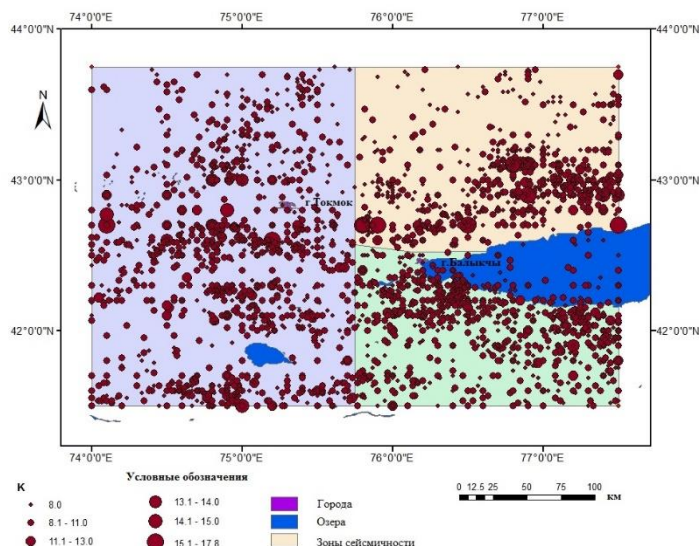 74°0'0"E 75°0'0"E 76°0'0"E 77°0'0"E
44°0'0"N 44°0'0"N
N
43°0'0"N 43°0'0"N
г.Токмок
г.Балыкчы
42°0'0"N 42°0'0"N
74°0'0"E 75°0'0"E 76°0'0"E 77°0'0"E
Условные обозначения
K
8.0
8.1 - 11.0
11.1 - 13.0
13.1 - 14.0
14.1 - 15.0
15.1 - 17.8
Города
Озера
Зоны сейсмичности
0 12.5 25 50 75 100
км